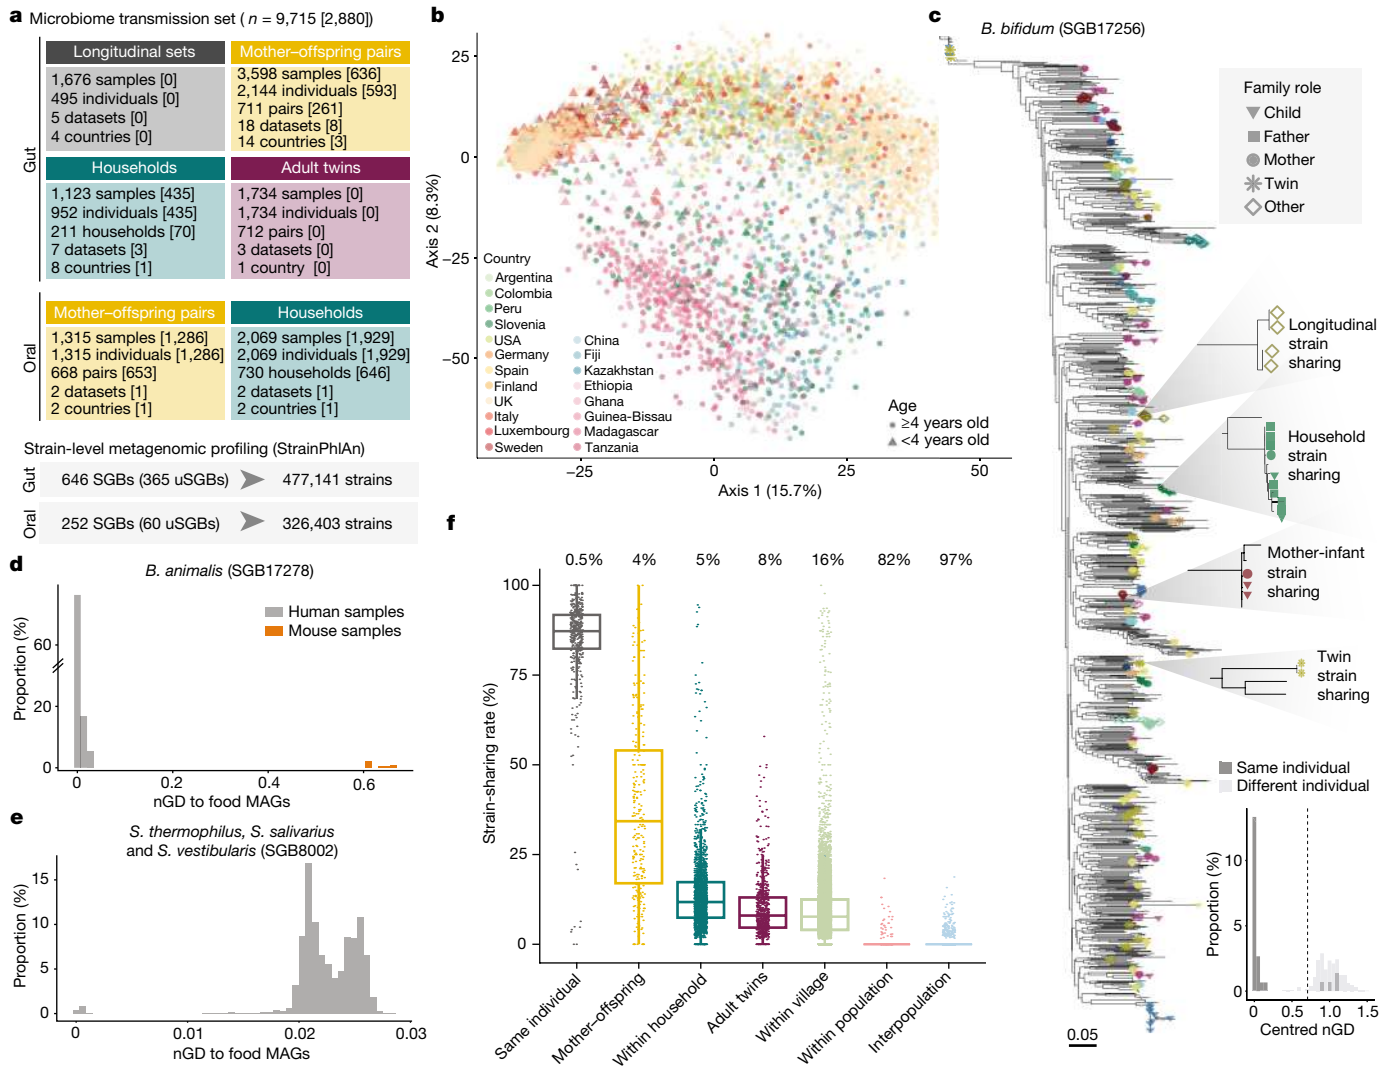 a Microbiome transmission set (n = 9,715 [2,880])
Gut
Longitudinal sets
1,676 samples [0]
495 individuals [0]
5 datasets [0]
4 countries [0]
Mother–offspring pairs
3,598 samples [636]
2,144 individuals [593]
711 pairs [261]
18 datasets [8]
14 countries [3]
Households
1,123 samples [435]
952 individuals [435]
211 households [70]
7 datasets [3]
8 countries [1]
Adult twins
1,734 samples [0]
1,734 individuals [0]
712 pairs [0]
3 datasets [0]
1 country [0]
Oral
Mother–offspring pairs
1,315 samples [1,286]
1,315 individuals [1,286]
668 pairs [653]
2 datasets [1]
2 countries [1]
Households
2,069 samples [1,929]
2,069 individuals [1,929]
730 households [646]
2 datasets [1]
2 countries [1]
Strain-level metagenomic profiling (StrainPhlAn)
Gut
646 SGBs (365 uSGBs)
477,141 strains
Oral
252 SGBs (60 uSGBs)
326,403 strains
b
Axis 2 (8.3%)
25
0
−25
−50
−25
0
25
50
Axis 1 (15.7%)
Country
Argentina
Colombia
Peru
Slovenia
USA
Germany
Spain
Finland
UK
Italy
Luxembourg
Sweden
China
Fiji
Kazakhstan
Ethiopia
Ghana
Guinea-Bissau
Madagascar
Tanzania
Age
≥4 years old
<4 years old
c
B. bifidum (SGB17256)
Family role
Child
Father
Mother
Twin
Other
Longitudinal
strain
sharing
Household
strain
sharing
Mother-infant
strain
sharing
Twin
strain
sharing
0.05
Same individual
Different individual
Proportion (%)
10
5
0
0
0.5
1.0
1.5
Centred nGD
d
B. animalis (SGB17278)
Human samples
Mouse samples
Proportion (%)
60
20
0
0
0.2
0.4
0.6
nGD to food MAGs
e
S. thermophilus, S. salivarius
and S. vestibularis (SGB8002)
Proportion (%)
15
10
5
0
0
0.01
0.02
0.03
nGD to food MAGs
f
0.5% 4% 5% 8% 16% 82% 97%
Strain-sharing rate (%)
100
75
50
25
0
Same individual
Mother–offspring
Within household
Adult twins
Within village
Within population
Interpopulation